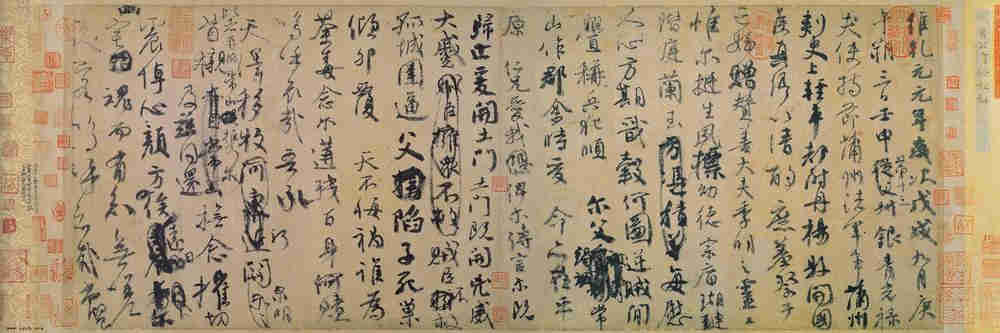 維乾元元年歲次戊戌九月庚
午朔三日壬申第十三叔銀青光祿
夫使持節蒲州諸軍事蒲州
刺史上輕車都尉丹楊縣開國
侯真卿以清酌庶羞祭于
亡姪贈贊善大夫季明之靈曰
惟爾挺生夙標幼德宗廟瑚璉
階庭蘭玉方憑積善每慰
人心方期戩穀何圖逆賊間
釁稱兵犯順爾父竭誠常
山作郡余時受命亦在平
原仁兄愛我俾爾傳言爾既
歸止爰開土門土門既開凶威
大蹙賊臣擁眾不救
孤城圍逼父陷子死巢
傾卵覆天不悔禍誰為
荼毒念爾遘殘百身何贖
嗚乎哀哉吾承
天澤移牧河關泉明
比者再陷常山攜爾
首櫬及茲同還撫念摧切
震悼心顏方俟遠日
卜爾幽宅魂而有知無嗟
久客嗚呼哀哉尚饗